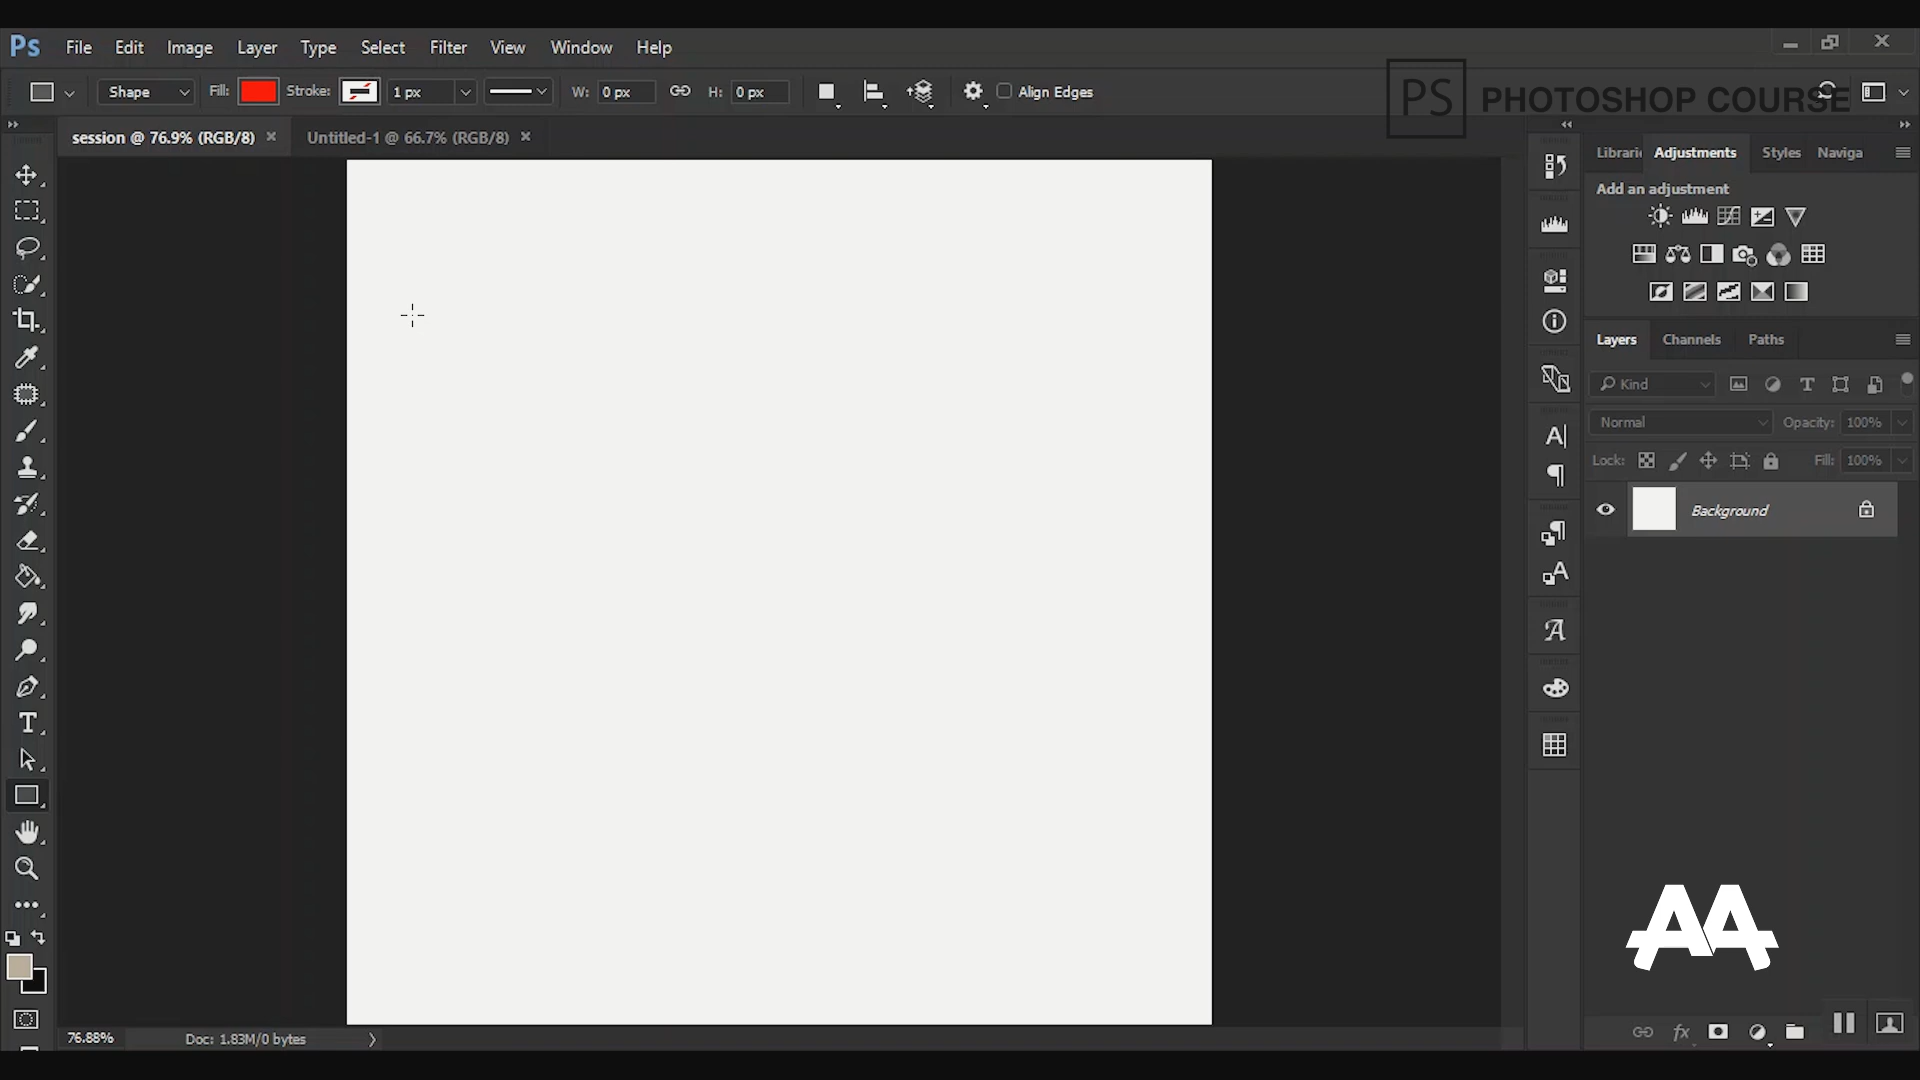 Ps File Edit Image Layer Type Select Filter View Window Help
Shape Fill: Stroke: 1 px W: 0 px H: 0 px Align Edges
PS PHOTOSHOP COURSE
session @ 76.9% (RGB/8) × Untitled-1 @ 66.7% (RGB/8) ×
Librari Adjustments Styles Naviga
Add an adjustment
Layers Channels Paths
Kind
Normal Opacity: 100%
Lock: Fill: 100%
Background
AA
fx
76.88% Doc: 1.83M/0 bytes